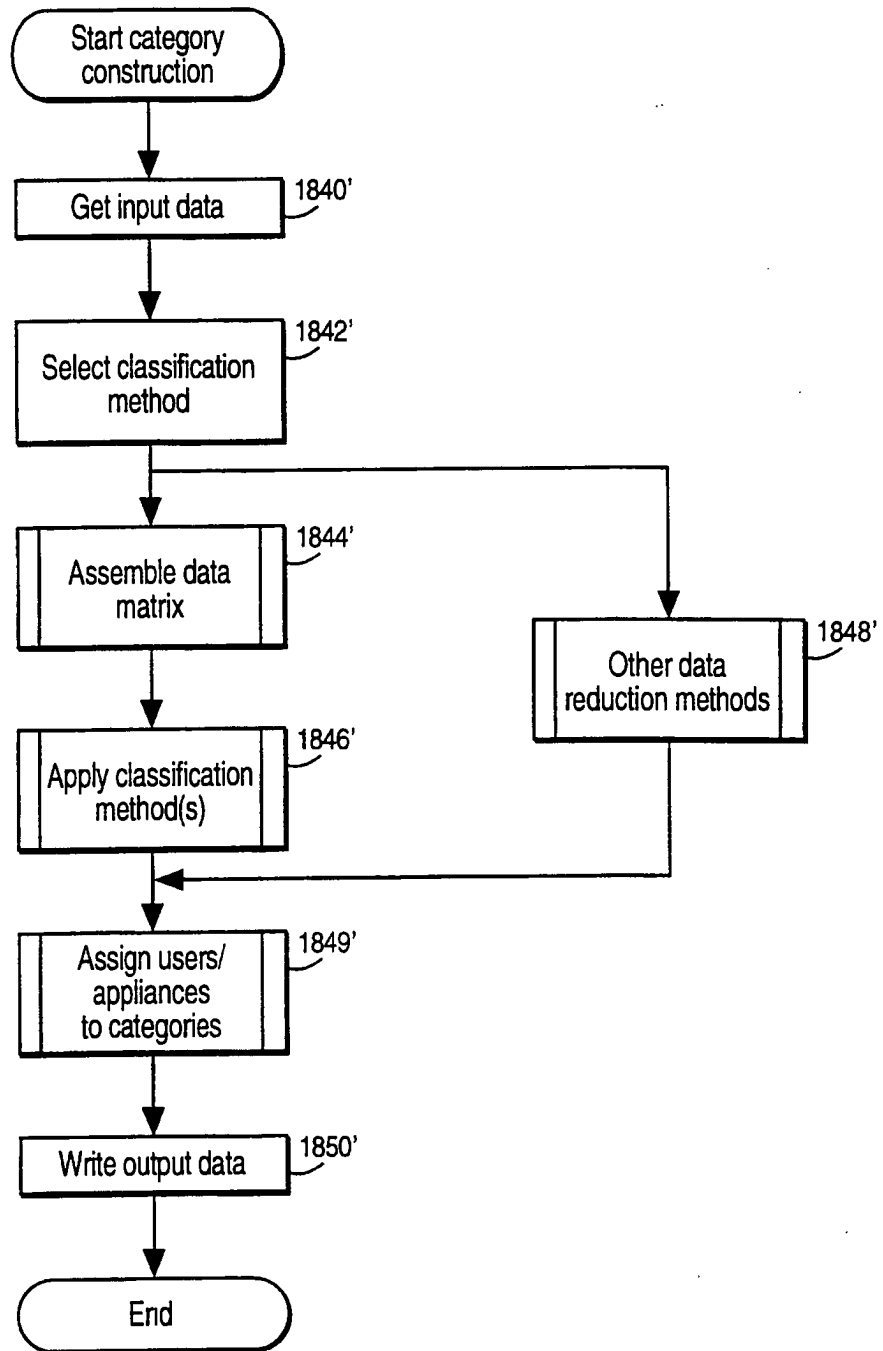 Start category
construction
1840'
Get input data
1842'
Select classification
method
1844'
Assemble data
matrix
1848'
Other data
reduction methods
1846'
Apply classification
method(s)
1849'
Assign users/
appliances
to categories
1850'
Write output data
End